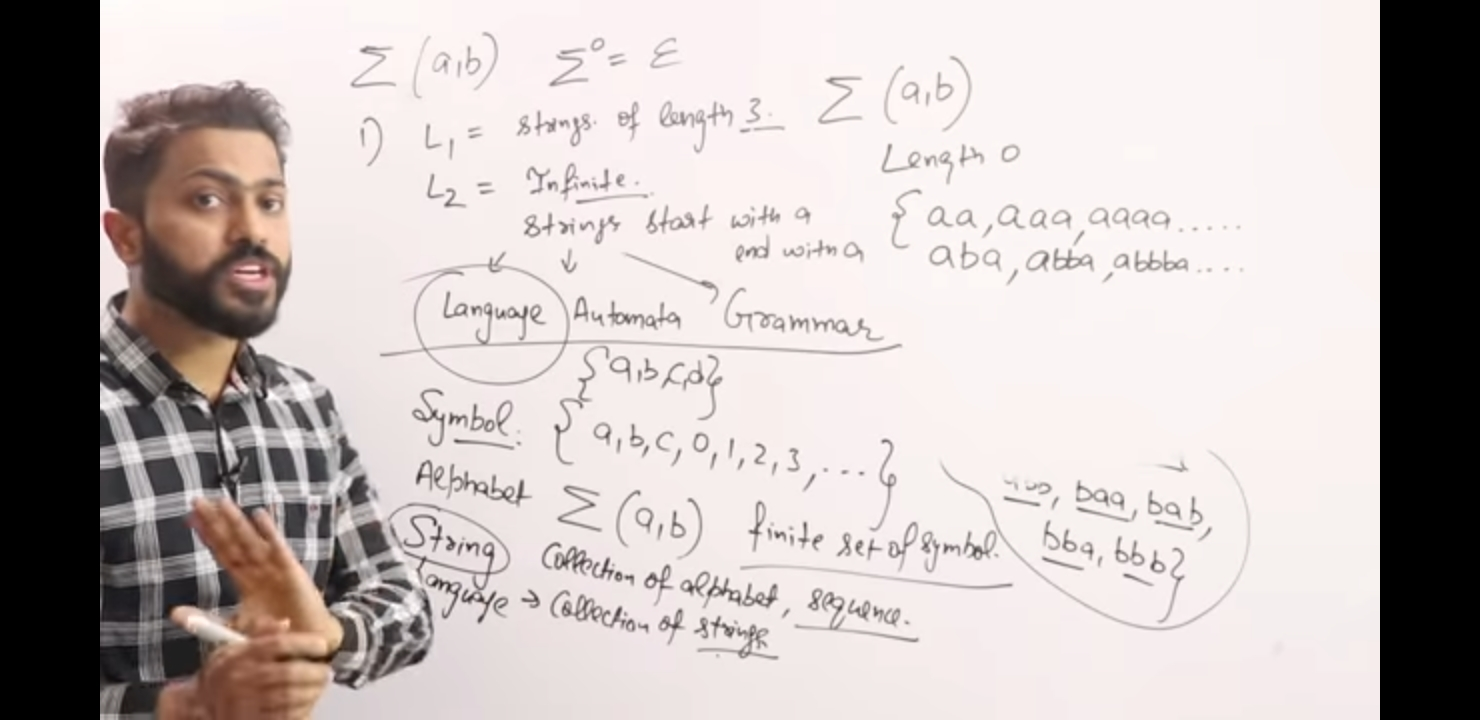 Σ (a,b) Σ⁰ = ε
1) L₁ = strings. of length 3.
L₂ = Infinite.
strings start with a
end with a
Σ (a,b)
Length 0
{ aa, aaa, aaaa.....
aba, abba, abbba....
Language Automata Grammar
{a,b,c,d}
Symbol: { a, b, c, 0, 1, 2, 3, ... }
Alphabet Σ (a,b) finite set of symbol.
String Collection of alphabet, sequence.
Language → Collection of strings
baa, bab,
bba, bbb}